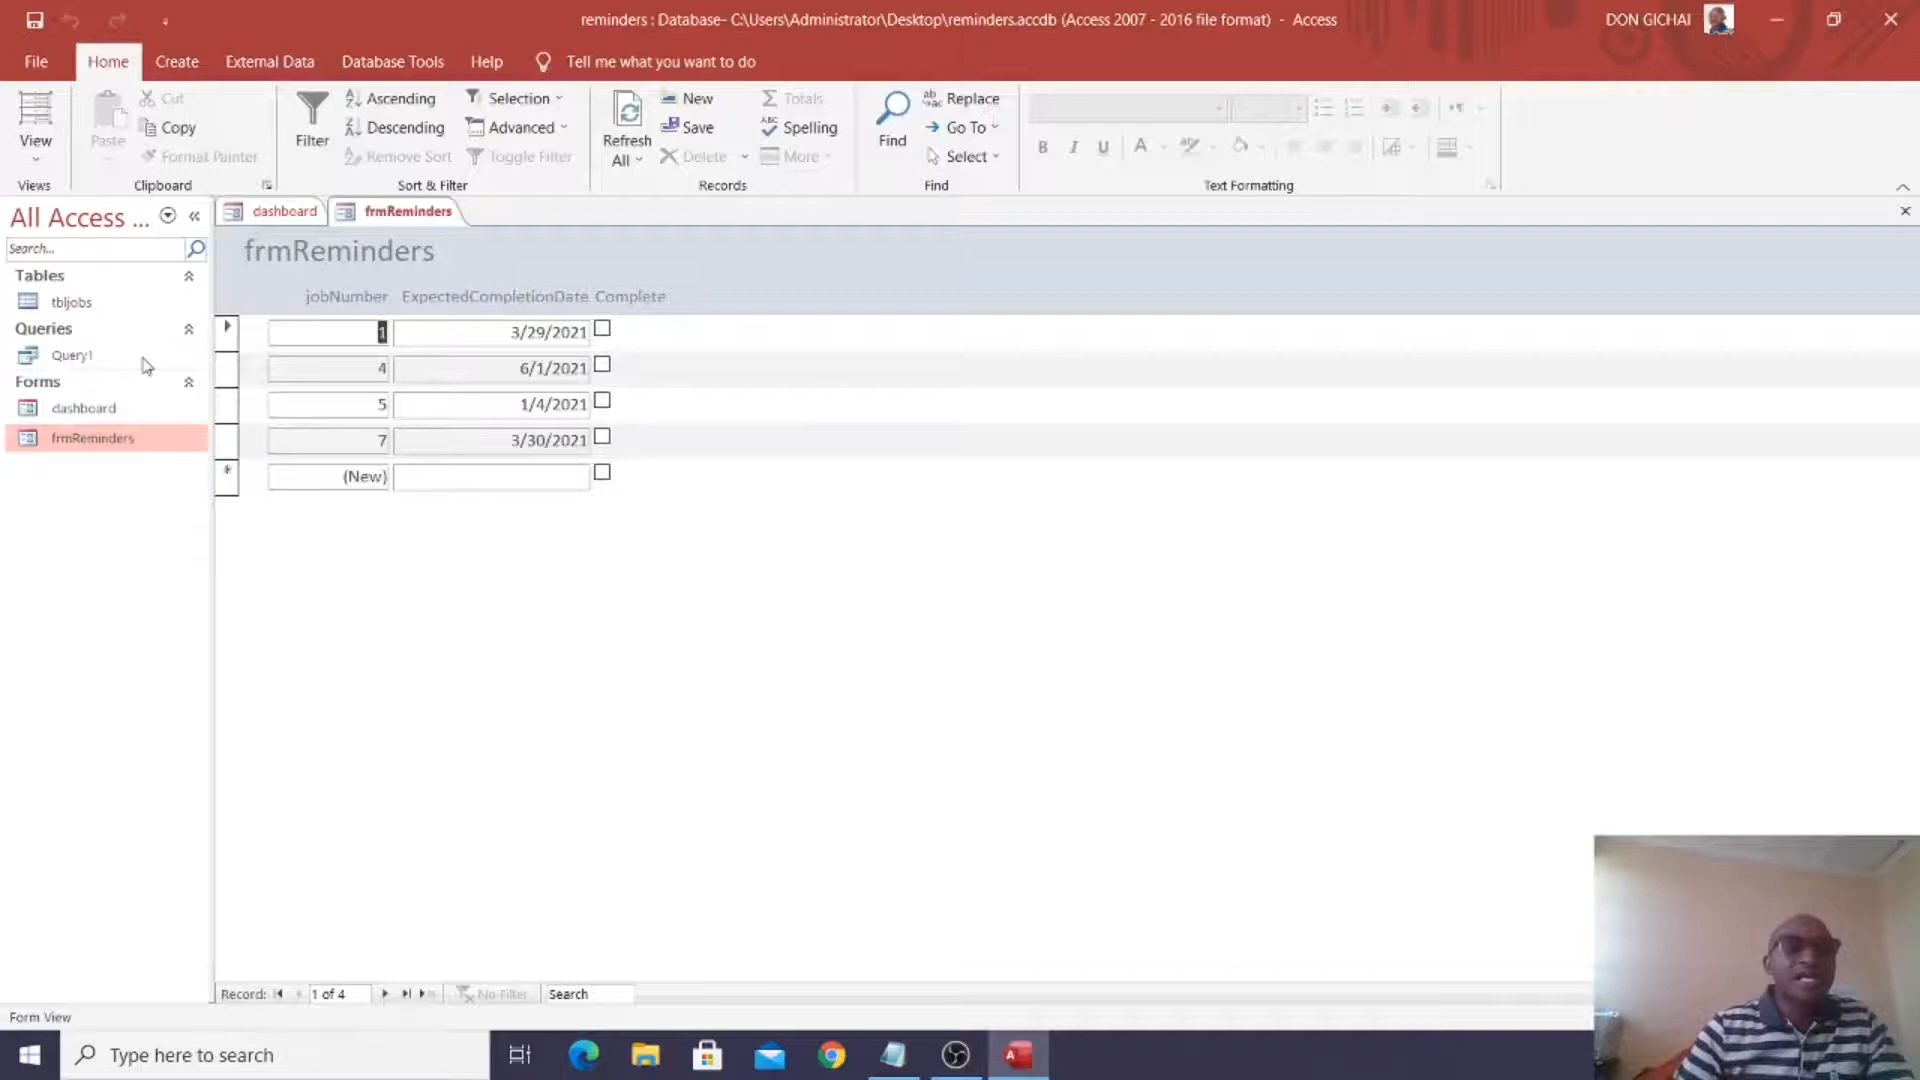 reminders : Database- C:\Users\Administrator\Desktop\reminders.accdb (Access 2007 - 2016 file format) - Access
DON GICHAI
File Home Create External Data Database Tools Help Tell me what you want to do
View
Views
Paste
Cut
Copy
Format Painter
Clipboard
Filter
Ascending
Descending
Remove Sort
Selection
Advanced
Toggle Filter
Sort & Filter
Refresh
All
New
Save
Delete
Totals
Spelling
More
Records
Find
Replace
Go To
Select
Find
B I U A
Text Formatting
All Access ...
Search...
Tables
tbljobs
Queries
Query1
Forms
dashboard
frmReminders
dashboard frmReminders
frmReminders
jobNumber ExpectedCompletionDate Complete
1 3/29/2021
4 6/1/2021
5 1/4/2021
7 3/30/2021
(New)
Record: 1 of 4 No Filter Search
Form View
Type here to search